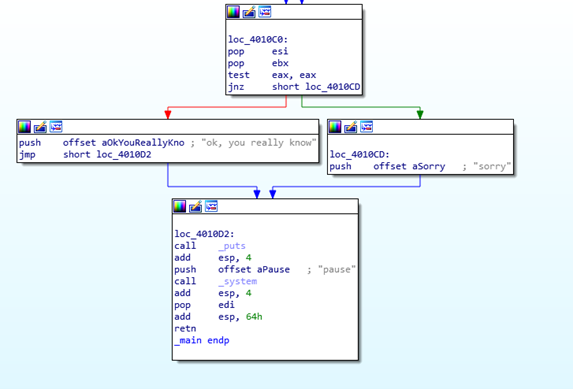 loc_4010C0:
pop esi
pop ebx
test eax, eax
jnz short loc_4010CD
push offset aOkYouReallyKno ; "ok, you really know"
jmp short loc_4010D2
loc_4010CD:
push offset aSorry ; "sorry"
loc_4010D2:
call _puts
add esp, 4
push offset aPause ; "pause"
call _system
add esp, 4
pop edi
add esp, 64h
retn
_main endp